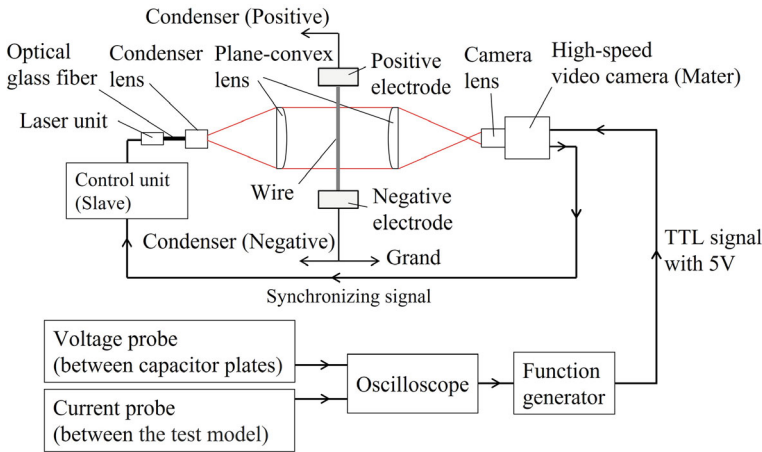 Condenser (Positive)
Optical
glass fiber
Condenser
lens
Plane-convex
lens
Positive
electrode
Camera
lens
High-speed
video camera (Mater)
Laser unit
Control unit
(Slave)
Wire
Negative
electrode
Condenser (Negative)
Grand
TTL signal
with 5V
Synchronizing signal
Voltage probe
(between capacitor plates)
Oscilloscope
Function
generator
Current probe
(between the test model)